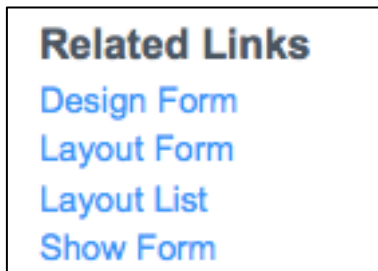 Related Links
Design Form
Layout Form
Layout List
Show Form